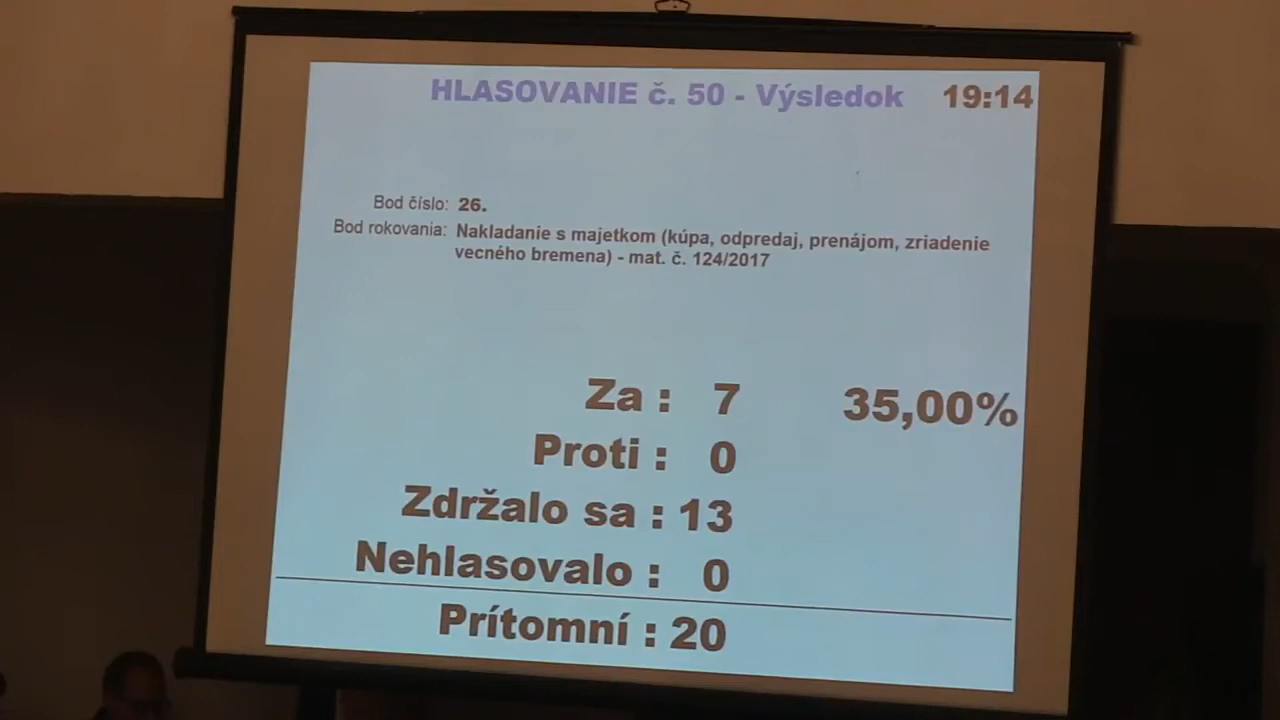 HLASOVANIE č. 50 - Výsledok 19:14
Bod číslo: 26.
Bod rokovania: Nakladanie s majetkom (kúpa, odpredaj, prenájom, zriadenie
vecného bremena) - mat. č. 124/2017
Za : 7 35,00%
Proti : 0
Zdržalo sa : 13
Nehlasovalo : 0
Prítomní : 20